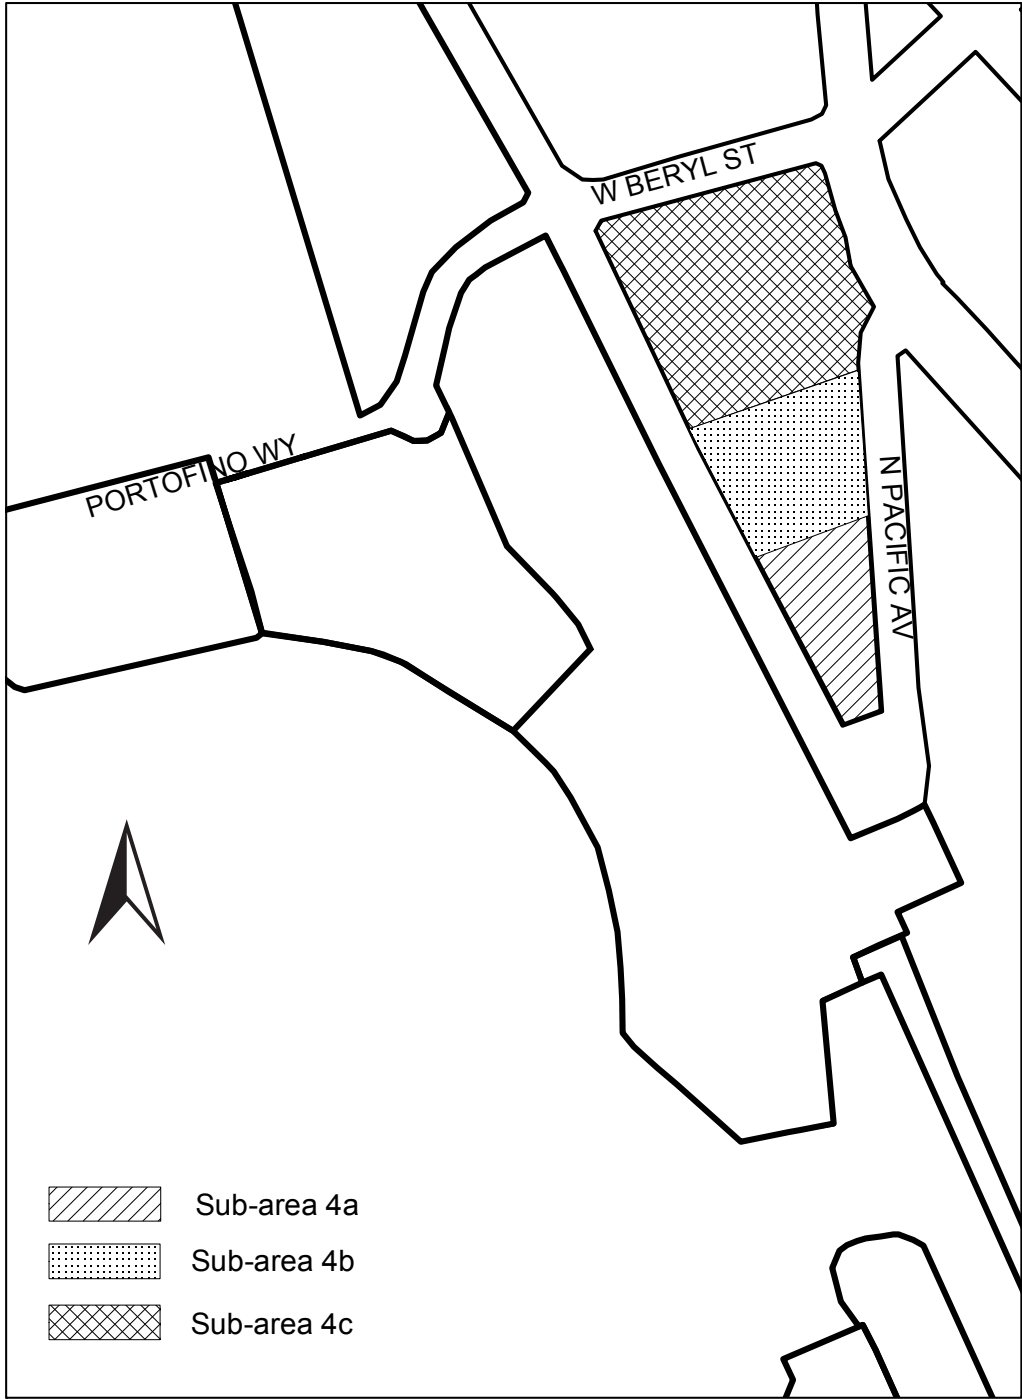 W BERYL ST
PORTOFINO WY
N PACIFIC AV
Sub-area 4a
Sub-area 4b
Sub-area 4c